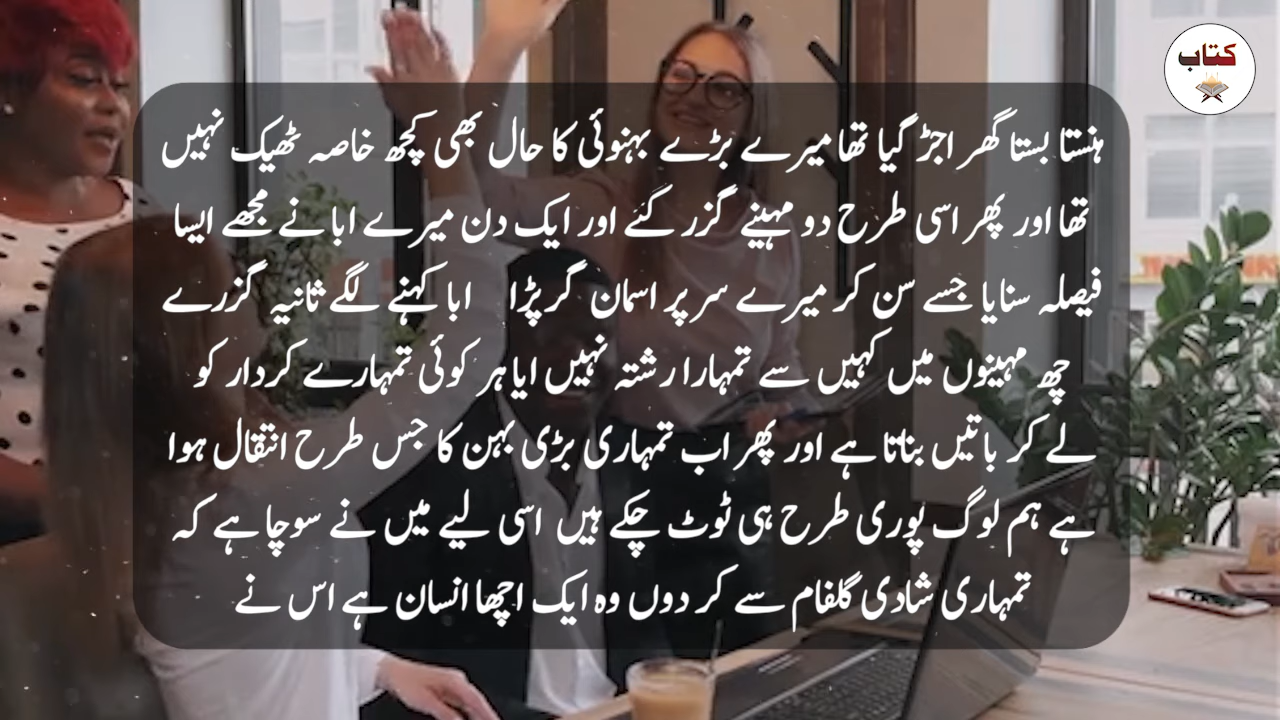 کتاب
ہنستا بستا گھر اجڑ گیا تھا میرے بڑے بہنوئی کا حال بھی کچھ خاصہ ٹھیک نہیں
تھا اور پھر اسی طرح دو مہینے گزر گئے اور ایک دن میرے ابا نے مجھے ایسا
فیصلہ سنایا جسے سن کر میرے سر پر اسمان گر پڑا ابا کہنے لگے ثانیہ گزرے
چھ مہینوں میں کہیں سے تمہارا رشتہ نہیں ایا ہر کوئی تمہارے کردار کو
لے کر باتیں بناتا ہے اور پھر اب تمہاری بڑی بہن کا جس طرح انتقال ہوا
ہے ہم لوگ پوری طرح ہی ٹوٹ چکے ہیں اسی لیے میں نے سوچا ہے کہ
تمہاری شادی گلفام سے کر دوں وہ ایک اچھا انسان ہے اس نے